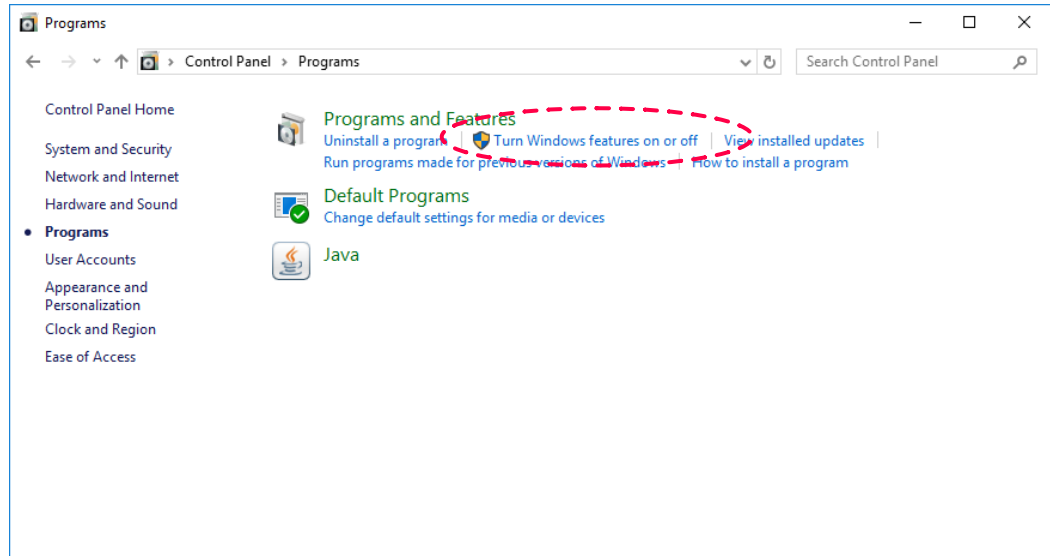 Programs
Control Panel > Programs
Search Control Panel
Control Panel Home
System and Security
Network and Internet
Hardware and Sound
Programs
User Accounts
Appearance and
Personalization
Clock and Region
Ease of Access
Programs and Features
Uninstall a program | Turn Windows features on or off | View installed updates |
Run programs made for previous versions of Windows | How to install a program
Default Programs
Change default settings for media or devices
Java